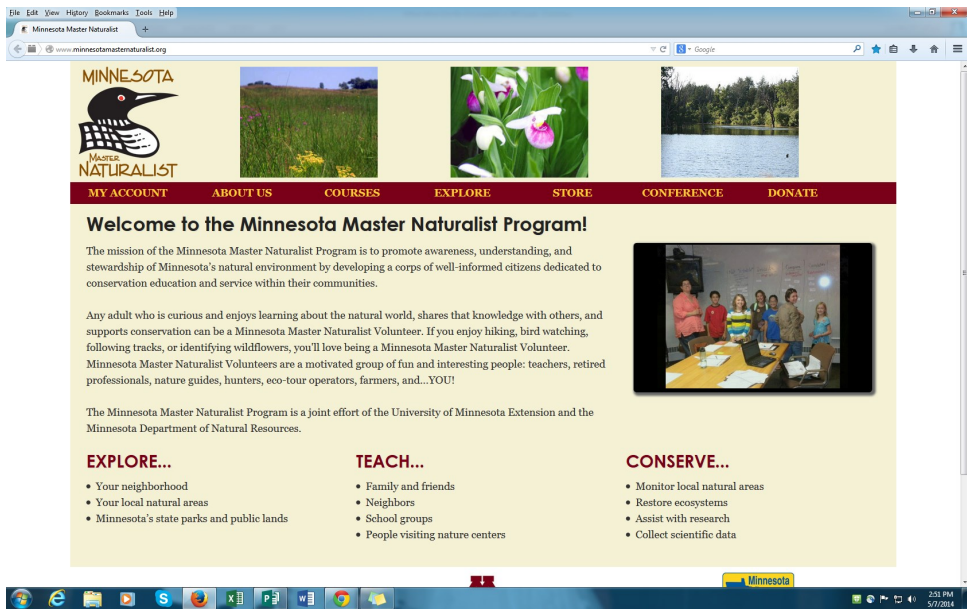 File Edit View History Bookmarks Tools Help
Minnesota Master Naturalist
www.minnesotamasternaturalist.org
Google
MINNESOTA
MASTER
NATURALIST
MY ACCOUNT ABOUT US COURSES EXPLORE STORE CONFERENCE DONATE
Welcome to the Minnesota Master Naturalist Program!
The mission of the Minnesota Master Naturalist Program is to promote awareness, understanding, and
stewardship of Minnesota's natural environment by developing a corps of well-informed citizens dedicated to
conservation education and service within their communities.
Any adult who is curious and enjoys learning about the natural world, shares that knowledge with others, and
supports conservation can be a Minnesota Master Naturalist Volunteer. If you enjoy hiking, bird watching,
following tracks, or identifying wildflowers, you'll love being a Minnesota Master Naturalist Volunteer.
Minnesota Master Naturalist Volunteers are a motivated group of fun and interesting people: teachers, retired
professionals, nature guides, hunters, eco-tour operators, farmers, and...YOU!
The Minnesota Master Naturalist Program is a joint effort of the University of Minnesota Extension and the
Minnesota Department of Natural Resources.
EXPLORE...
• Your neighborhood
• Your local natural areas
• Minnesota's state parks and public lands
TEACH...
• Family and friends
• Neighbors
• School groups
• People visiting nature centers
CONSERVE...
• Monitor local natural areas
• Restore ecosystems
• Assist with research
• Collect scientific data
Minnesota
2:51 PM
5/7/2014